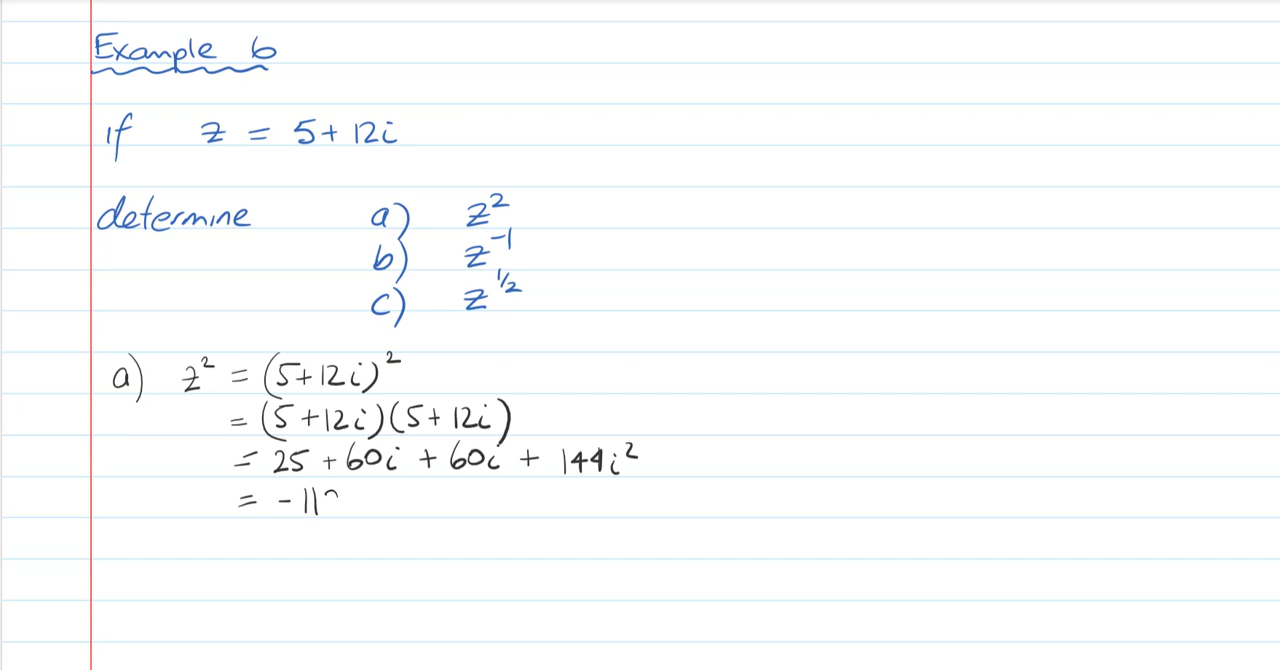 Example 6
If z = 5 + 12i
determine a) z²
b) z⁻¹
c) z^1/2
a) z² = (5+12i)²
= (5+12i)(5+12i)
= 25 + 60i + 60i + 144i²
= -11